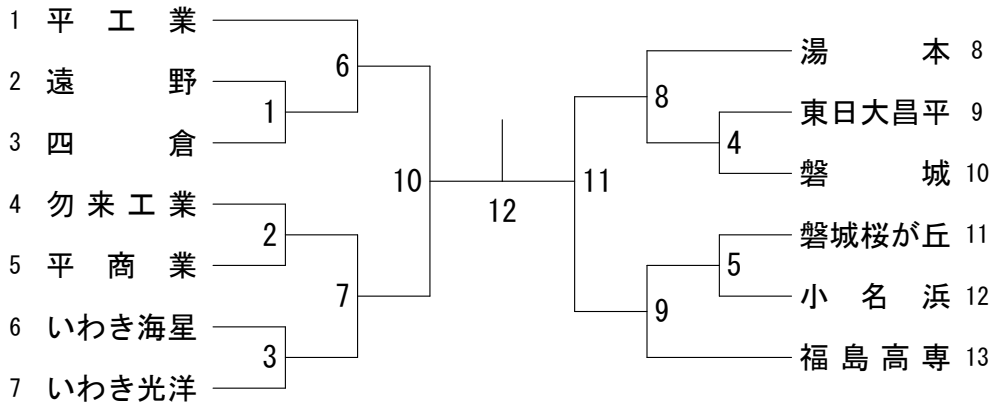 1 平工業
2 遠野
3 四倉
4 勿来工業
5 平商業
6 いわき海星
7 いわき光洋
6
1
2
7
3
10
12
11
8
4
5
9
湯本 8
東日大昌平 9
磐城 10
磐城桜が丘 11
小名浜 12
福島高専 13